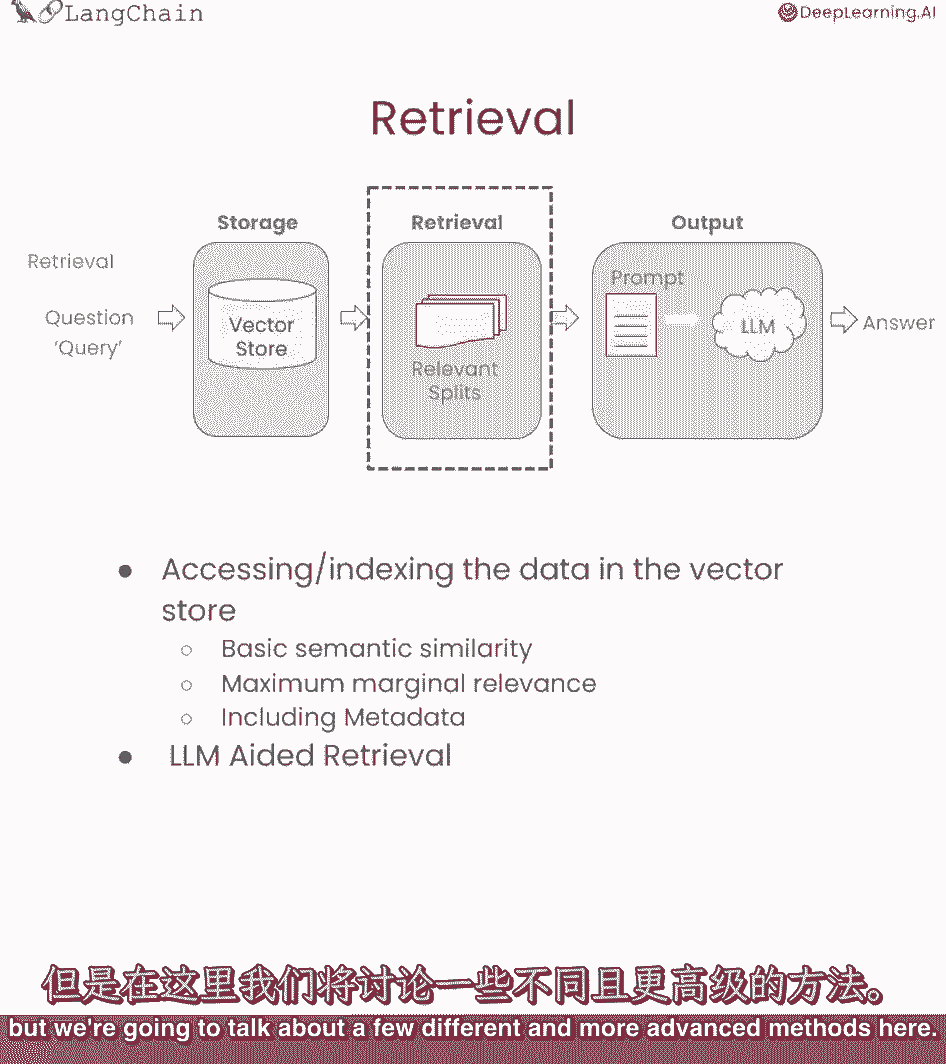 LangChain
DeepLearning.AI
Retrieval
Storage
Retrieval
Output
Retrieval
Question
'Query'
Vector
Store
Relevant
Splits
Prompt
LLM
Answer
● Accessing/indexing the data in the vector
store
○ Basic semantic similarity
○ Maximum marginal relevance
○ Including Metadata
● LLM Aided Retrieval
但是在这里我们将讨论一些不同且更高级的方法。
but we're going to talk about a few different and more advanced methods here.